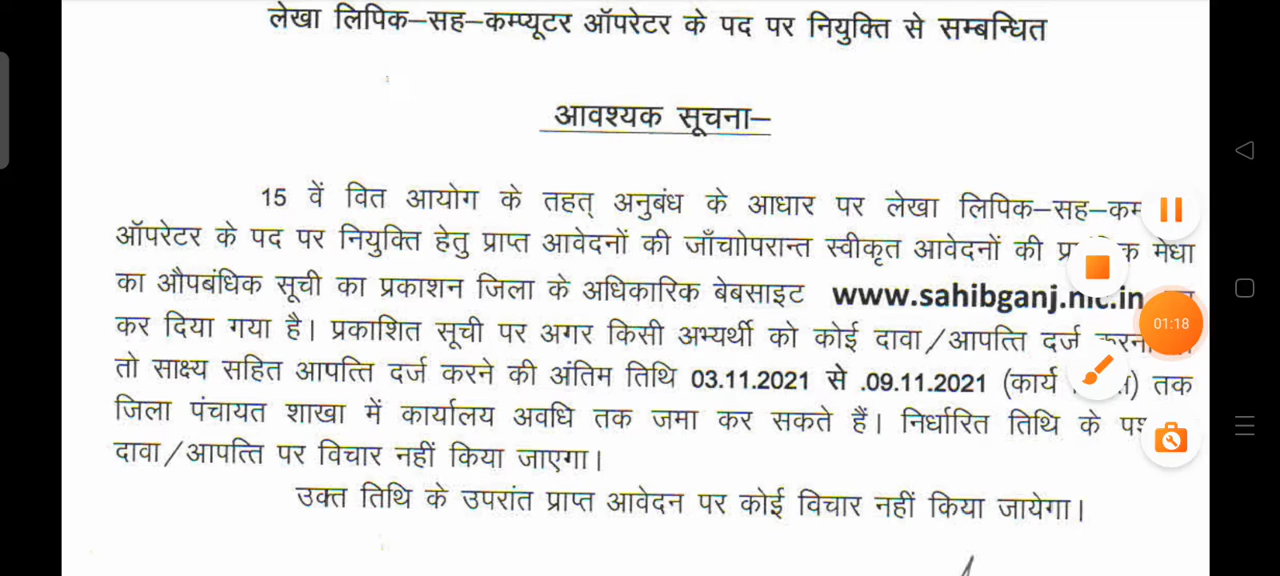 लेखा लिपिक–सह–कम्प्यूटर ऑपरेटर के पद पर नियुक्ति से सम्बन्धित
आवश्यक सूचना–
15 वें वित आयोग के तहत् अनुबंध के आधार पर लेखा लिपिक–सह–कम
ऑपरेटर के पद पर नियुक्ति हेतु प्राप्त आवेदनों की जाँचाोपरान्त स्वीकृत आवेदनों की मेधा
का औपबंधिक सूची का प्रकाशन जिला के अधिकारिक बेबसाइट www.sahibganj.nic.in
कर दिया गया है। प्रकाशित सूची पर अगर किसी अभ्यर्थी को कोई दावा/आपत्ति दर्ज
तो साक्ष्य सहित आपत्ति दर्ज करने की अंतिम तिथि 03.11.2021 से .09.11.2021 (कार्य तक
जिला पंचायत शाखा में कार्यालय अवधि तक जमा कर सकते हैं। निर्धारित तिथि के
दावा/आपत्ति पर विचार नहीं किया जाएगा।
उक्त तिथि के उपरांत प्राप्त आवेदन पर कोई विचार नहीं किया जायेगा।
01:18